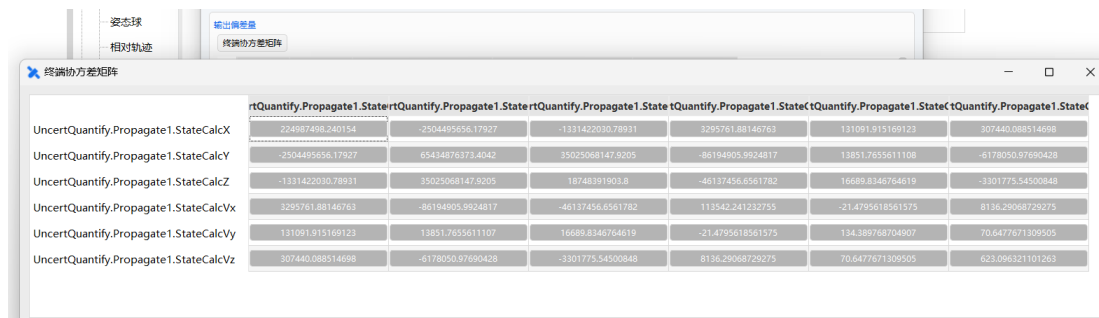 姿态球
输出偏差量
相对轨迹
终端协方差矩阵
终端协方差矩阵
rtQuantify.Propagate1.State rtQuantify.Propagate1.State rtQuantify.Propagate1.State tQuantify.Propagate1.StateC tQuantify.Propagate1.StateC tQuantify.Propagate1.StateC
UncertQuantify.Propagate1.StateCalcX 224987498.240154 -2504495656.17927 -1331422030.78931 3295761.88146763 131091.915169123 307440.088514698
UncertQuantify.Propagate1.StateCalcY -2504495656.17927 65434876373.4042 35025068147.9205 -86194905.9924817 13851.7655611108 -6178050.97690428
UncertQuantify.Propagate1.StateCalcZ -1331422030.78931 35025068147.9205 18748391903.8 -46137456.6561782 16689.8346764619 -3301775.54500848
UncertQuantify.Propagate1.StateCalcVx 3295761.88146763 -86194905.9924817 -46137456.6561782 113542.241232755 -21.4795618561575 8136.29068729275
UncertQuantify.Propagate1.StateCalcVy 131091.915169123 13851.7655611107 16689.8346764619 -21.4795618561575 134.389768704907 70.6477671309505
UncertQuantify.Propagate1.StateCalcVz 307440.088514698 -6178050.97690428 -3301775.54500848 8136.29068729275 70.6477671309505 623.096321101263